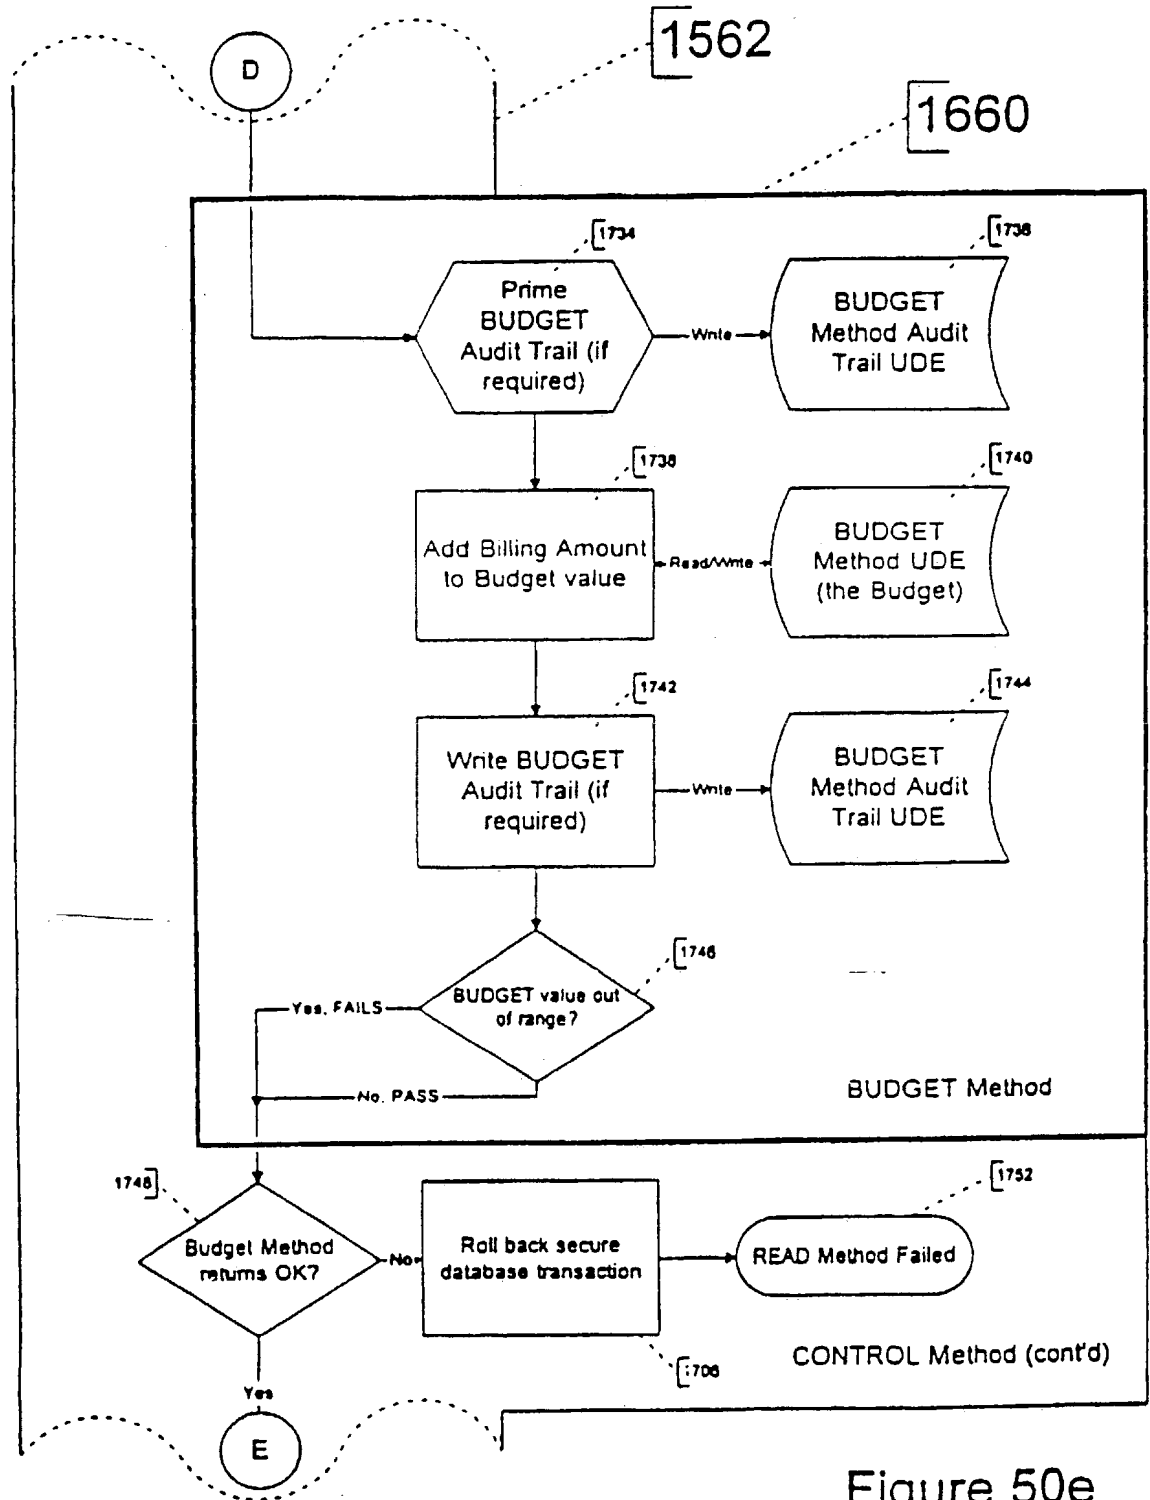 D
1562
1660
1734
Prime
BUDGET
Audit Trail (if
required)
Write
1736
BUDGET
Method Audit
Trail UDE
1738
Add Billing Amount
to Budget value
Read/Write
1740
BUDGET
Method UDE
(the Budget)
1742
Write BUDGET
Audit Trail (if
required)
Write
1744
BUDGET
Method Audit
Trail UDE
1746
BUDGET value out
of range?
Yes, FAILS
No, PASS
BUDGET Method
1748
Budget Method
returns OK?
No
Roll back secure
database transaction
1752
READ Method Failed
1706
CONTROL Method (cont'd)
Yes
E
Figure 50e